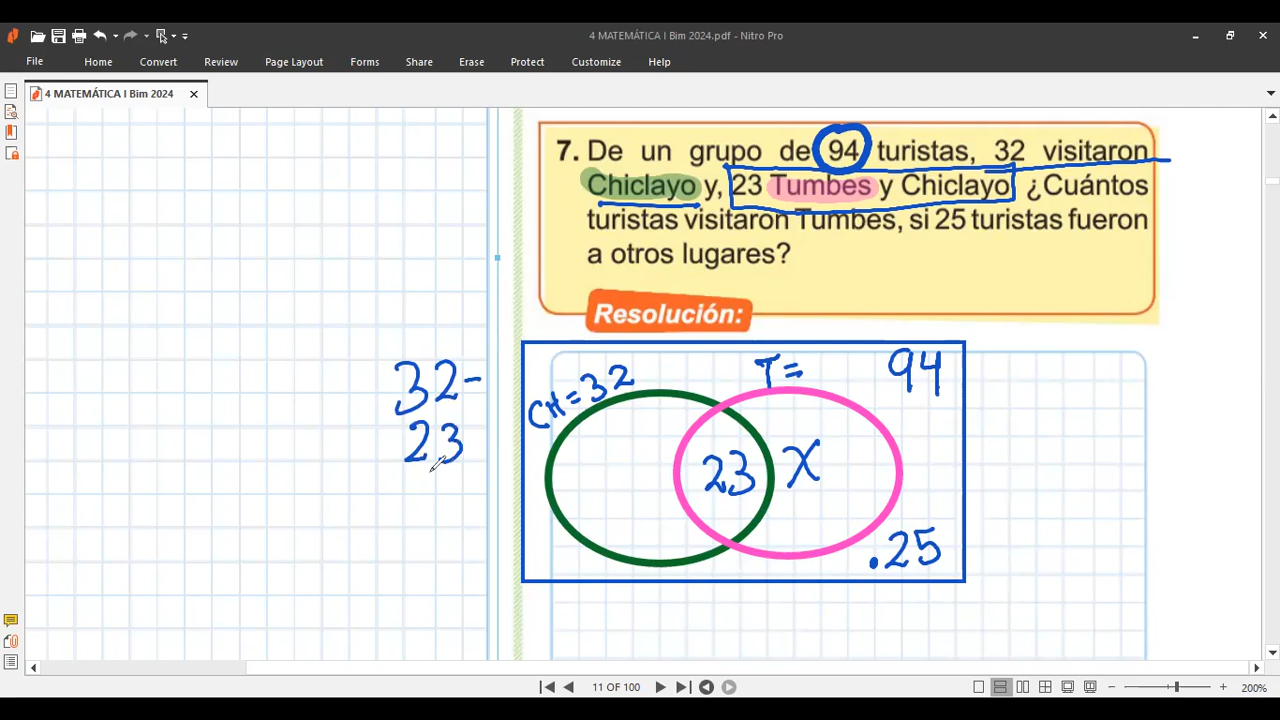 4 MATEMÁTICA I Bim 2024.pdf - Nitro Pro
File Home Convert Review Page Layout Forms Share Erase Protect Customize Help
4 MATEMÁTICA I Bim 2024
7. De un grupo de 94 turistas, 32 visitaron
Chiclayo y, 23 Tumbes y Chiclayo ¿Cuántos
turistas visitaron Tumbes, si 25 turistas fueron
a otros lugares?
Resolución:
32-
23
CH=32
T=
94
23
X
.25
11 OF 100
200%